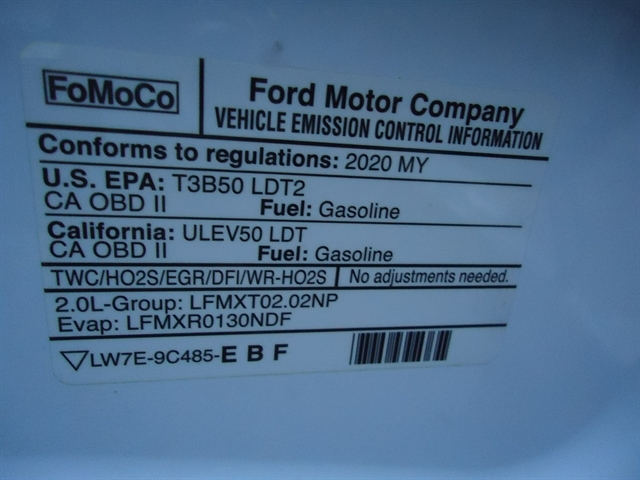 FoMoCo
Ford Motor Company
VEHICLE EMISSION CONTROL INFORMATION
Conforms to regulations: 2020 MY
U.S. EPA: T3B50 LDT2
CA OBD II Fuel: Gasoline
California: ULEV50 LDT
CA OBD II Fuel: Gasoline
TWC/HO2S/EGR/DFI/WR-HO2S No adjustments needed.
2.0L-Group: LFMXT02.02NP
Evap: LFMXR0130NDF
LW7E-9C485-E B F